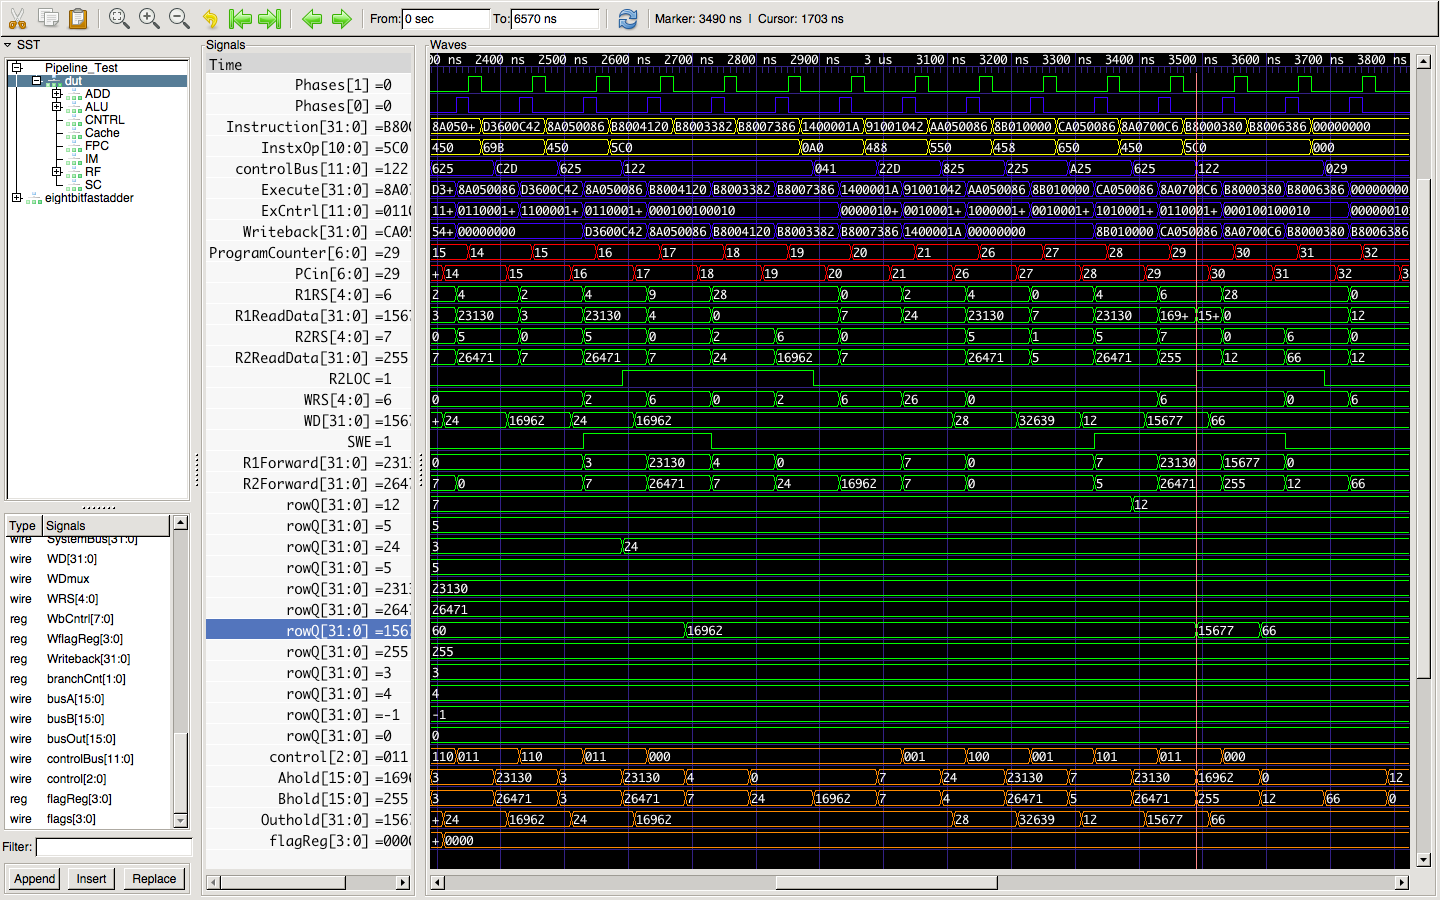 From: 0 sec To: 6570 ns Marker: 3490 ns | Cursor: 1703 ns
SST
Pipeline_Test
dut
ADD
ALU
CNTRL
Cache
FPC
IM
RF
SC
eightbitfastadder
Type Signals
wire SystemBus[31:0]
wire WD[31:0]
wire WDmux
wire WRS[4:0]
reg WbCntrl[7:0]
reg WflagReg[3:0]
reg Writeback[31:0]
reg branchCnt[1:0]
wire busA[15:0]
wire busB[15:0]
wire busOut[15:0]
wire controlBus[11:0]
wire control[2:0]
reg flagReg[3:0]
wire flags[3:0]
Filter:
Append Insert Replace
Signals
Time
Phases[1] =0
Phases[0] =0
Instruction[31:0] =B800
InstxOp[10:0] =5C0
controlBus[11:0] =122
Execute[31:0] =8A07
ExCntrl[11:0] =0110
Writeback[31:0] =CA05
ProgramCounter[6:0] =29
PCin[6:0] =29
R1RS[4:0] =6
R1ReadData[31:0] =1567
R2RS[4:0] =7
R2ReadData[31:0] =255
R2LOC =1
WRS[4:0] =6
WD[31:0] =1567
SWE =1
R1Forward[31:0] =2313
R2Forward[31:0] =2647
rowQ[31:0] =12
rowQ[31:0] =5
rowQ[31:0] =24
rowQ[31:0] =5
rowQ[31:0] =2313
rowQ[31:0] =2647
rowQ[31:0] =1567
rowQ[31:0] =255
rowQ[31:0] =3
rowQ[31:0] =4
rowQ[31:0] =-1
rowQ[31:0] =0
control[2:0] =011
Ahold[15:0] =1696
Bhold[15:0] =255
Outhold[31:0] =1567
flagReg[3:0] =0000
Waves
00 ns 2400 ns 2500 ns 2600 ns 2700 ns 2800 ns 2900 ns 3 us 3100 ns 3200 ns 3300 ns 3400 ns 3500 ns 3600 ns 3700 ns 3800 ns
8A050+ D3600C42 8A050086 B8004120 B8003382 B8007386 1400001A 91001042 AA050086 8B010000 CA050086 8A0700C6 B8000380 B8006386 00000000
450 69B 450 5C0 0A0 488 550 458 650 450 5C0 000
625 C2D 625 122 041 22D 825 225 A25 625 122 029
D3+ 8A050086 D3600C42 8A050086 B8004120 B8003382 B8007386 1400001A 91001042 AA050086 8B010000 CA050086 8A0700C6 B8000380 B8006386 00000000
11+ 0110001+ 1100001+ 0110001+ 000100100010 0000010+ 0010001+ 1000001+ 0010001+ 1010001+ 0110001+ 000100100010 000000010
54+ 00000000 D3600C42 8A050086 B8004120 B8003382 B8007386 1400001A 00000000 8B010000 CA050086 8A0700C6 B8000380 B8006386
15 14 15 16 17 18 19 20 21 26 27 28 29 30 31 32
+ 14 15 16 17 18 19 20 21 26 27 28 29 30 31 32 3
2 4 2 4 9 28 0 2 4 0 4 6 28 0
3 23130 3 23130 4 0 7 24 23130 7 23130 169+ 15+ 0 12
0 5 0 5 0 2 6 0 5 1 5 7 0 6 0
7 26471 7 26471 7 24 16962 7 26471 5 26471 255 12 66 12
0 2 6 0 2 6 26 0 6 0 6
+ 24 16962 24 16962 28 32639 12 15677 66
0 3 23130 4 0 7 0 7 23130 15677 0
7 0 7 26471 7 24 16962 7 0 5 26471 255 12 66
7 12
5
3 24
5
23130
26471
60 16962 15677 66
255
3
4
-1
0
110 011 110 011 000 001 100 001 101 011 000
3 23130 3 23130 4 0 7 24 23130 7 23130 16962 0 12
3 26471 3 26471 7 24 16962 7 4 26471 5 26471 255 12 66 0
+ 24 16962 24 16962 28 32639 12 15677 66
+ 0000